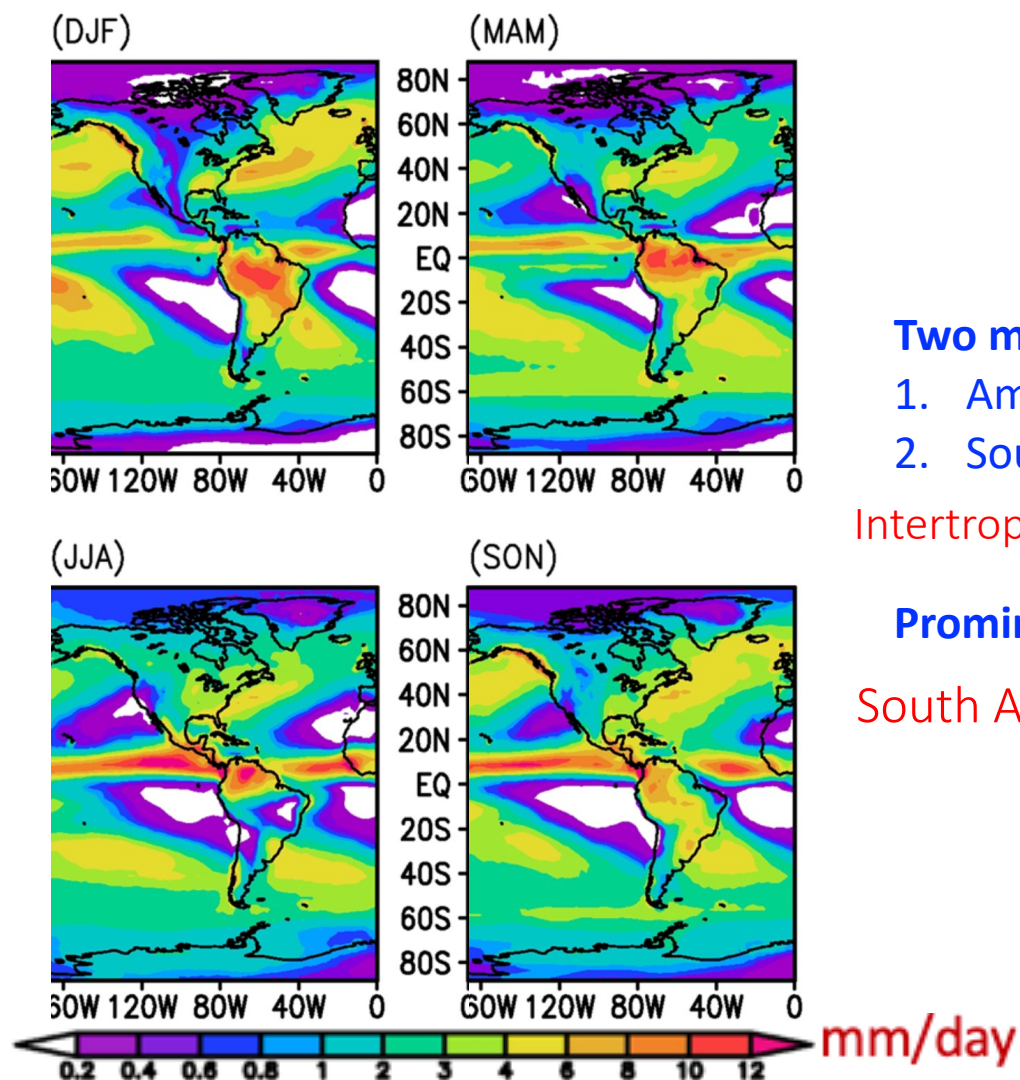 (DJF)
(MAM)
80N
60N
40N
20N
EQ
20S
40S
60S
80S
60W 120W 80W 40W 0
60W 120W 80W 40W 0
(JJA)
(SON)
80N
60N
40N
20N
EQ
20S
40S
60S
80S
60W 120W 80W 40W 0
60W 120W 80W 40W 0
0.2 0.4 0.6 0.8 1 2 3 4 6 8 10 12
mm/day
Two m
1. Am
2. Sou
Intertrop
Promin
South A